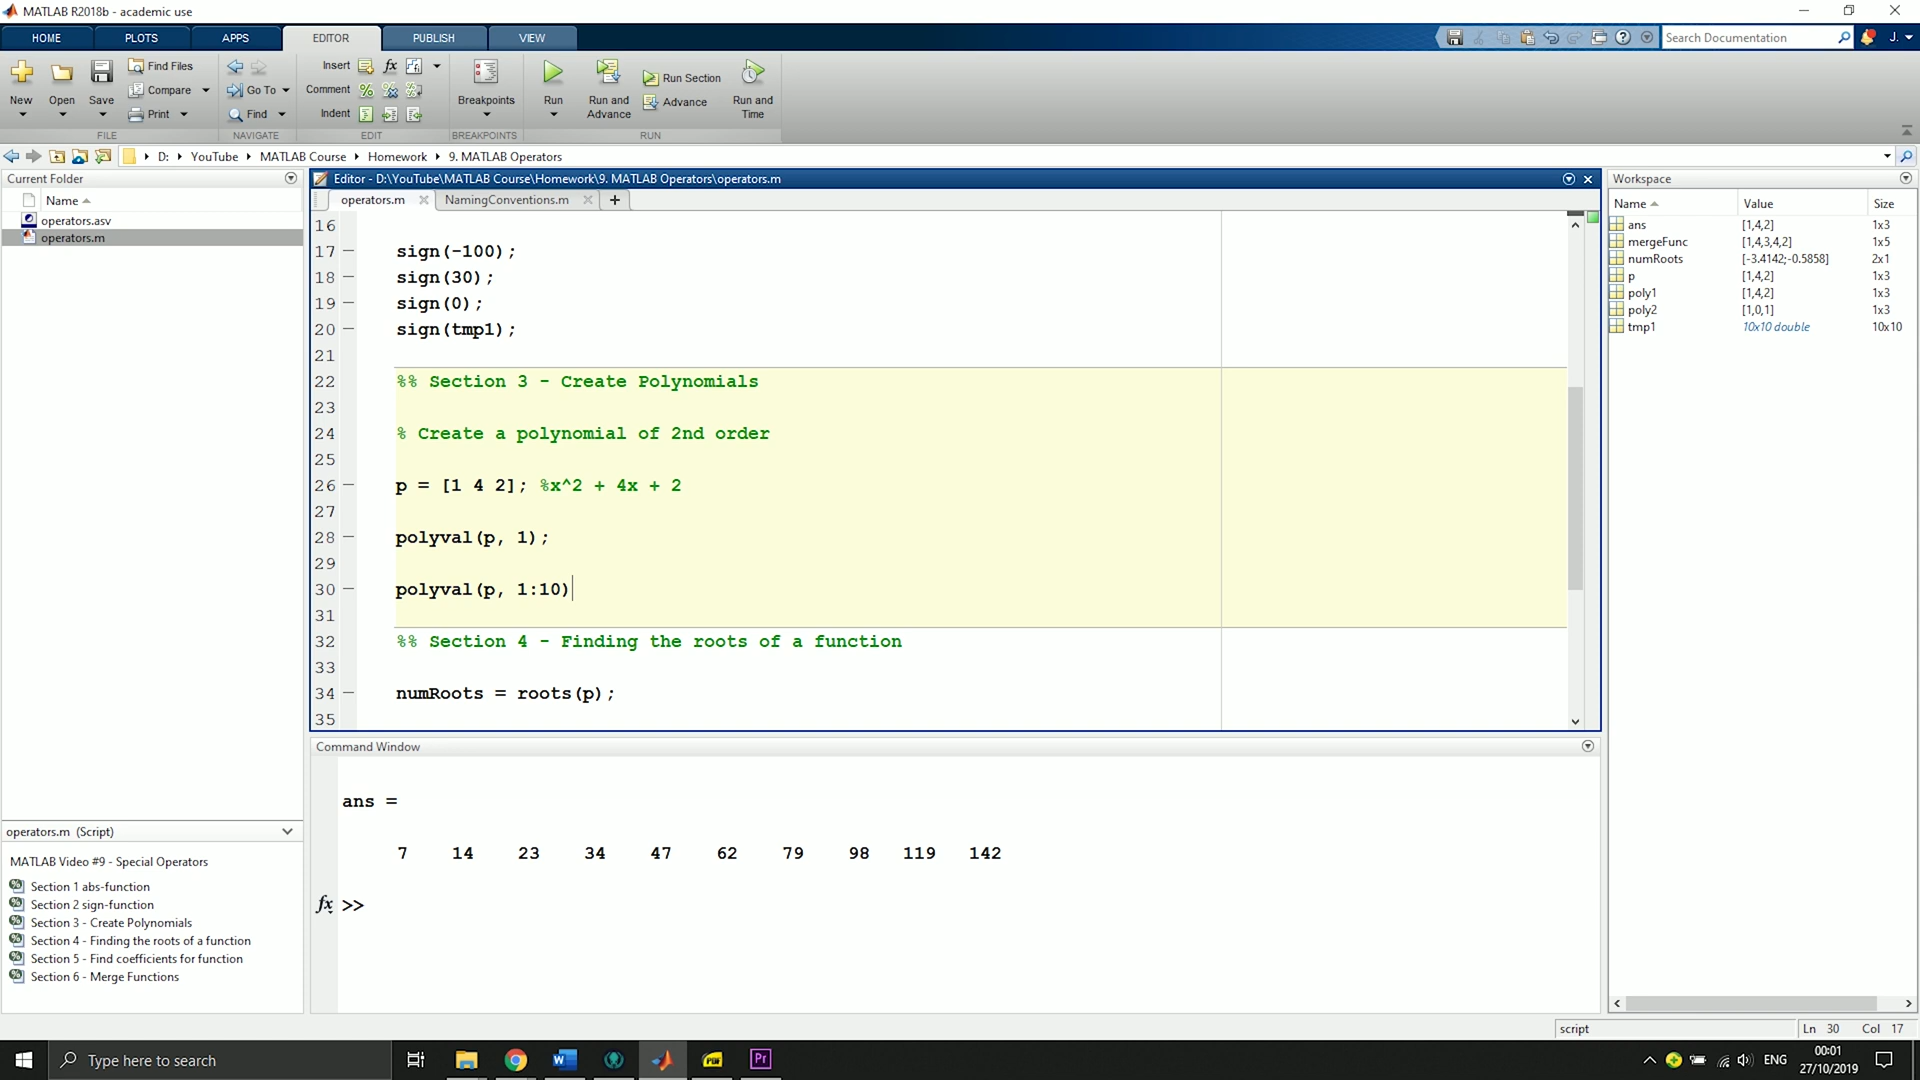 MATLAB R2018b - academic use
HOME PLOTS APPS EDITOR PUBLISH VIEW
Search Documentation J.
New Open Save Find Files Compare Print
FILE
Go To Find
NAVIGATE
Insert fx
Comment
Indent
EDIT
Breakpoints
BREAKPOINTS
Run Run and Advance Run Section Advance Run and Time
RUN
D: YouTube MATLAB Course Homework 9. MATLAB Operators
Current Folder
Name
operators.asv
operators.m
operators.m (Script)
MATLAB Video #9 - Special Operators
Section 1 abs-function
Section 2 sign-function
Section 3 - Create Polynomials
Section 4 - Finding the roots of a function
Section 5 - Find coefficients for function
Section 6 - Merge Functions
Editor - D:\YouTube\MATLAB Course\Homework\9. MATLAB Operators\operators.m
operators.m NamingConventions.m +
16
17 sign(-100);
18 sign(30);
19 sign(0);
20 sign(tmp1);
21
22 %% Section 3 - Create Polynomials
23
24 % Create a polynomial of 2nd order
25
26 p = [1 4 2]; %x^2 + 4x + 2
27
28 polyval(p, 1);
29
30 polyval(p, 1:10)
31
32 %% Section 4 - Finding the roots of a function
33
34 numRoots = roots(p);
35
Command Window
ans =
7 14 23 34 47 62 79 98 119 142
fx >>
Workspace
Name Value Size
ans [1,4,2] 1x3
mergeFunc [1,4,3,4,2] 1x5
numRoots [-3.4142;-0.5858] 2x1
p [1,4,2] 1x3
poly1 [1,4,2] 1x3
poly2 [1,0,1] 1x3
tmp1 10x10 double 10x10
script Ln 30 Col 17
Type here to search
ENG
00:01
27/10/2019